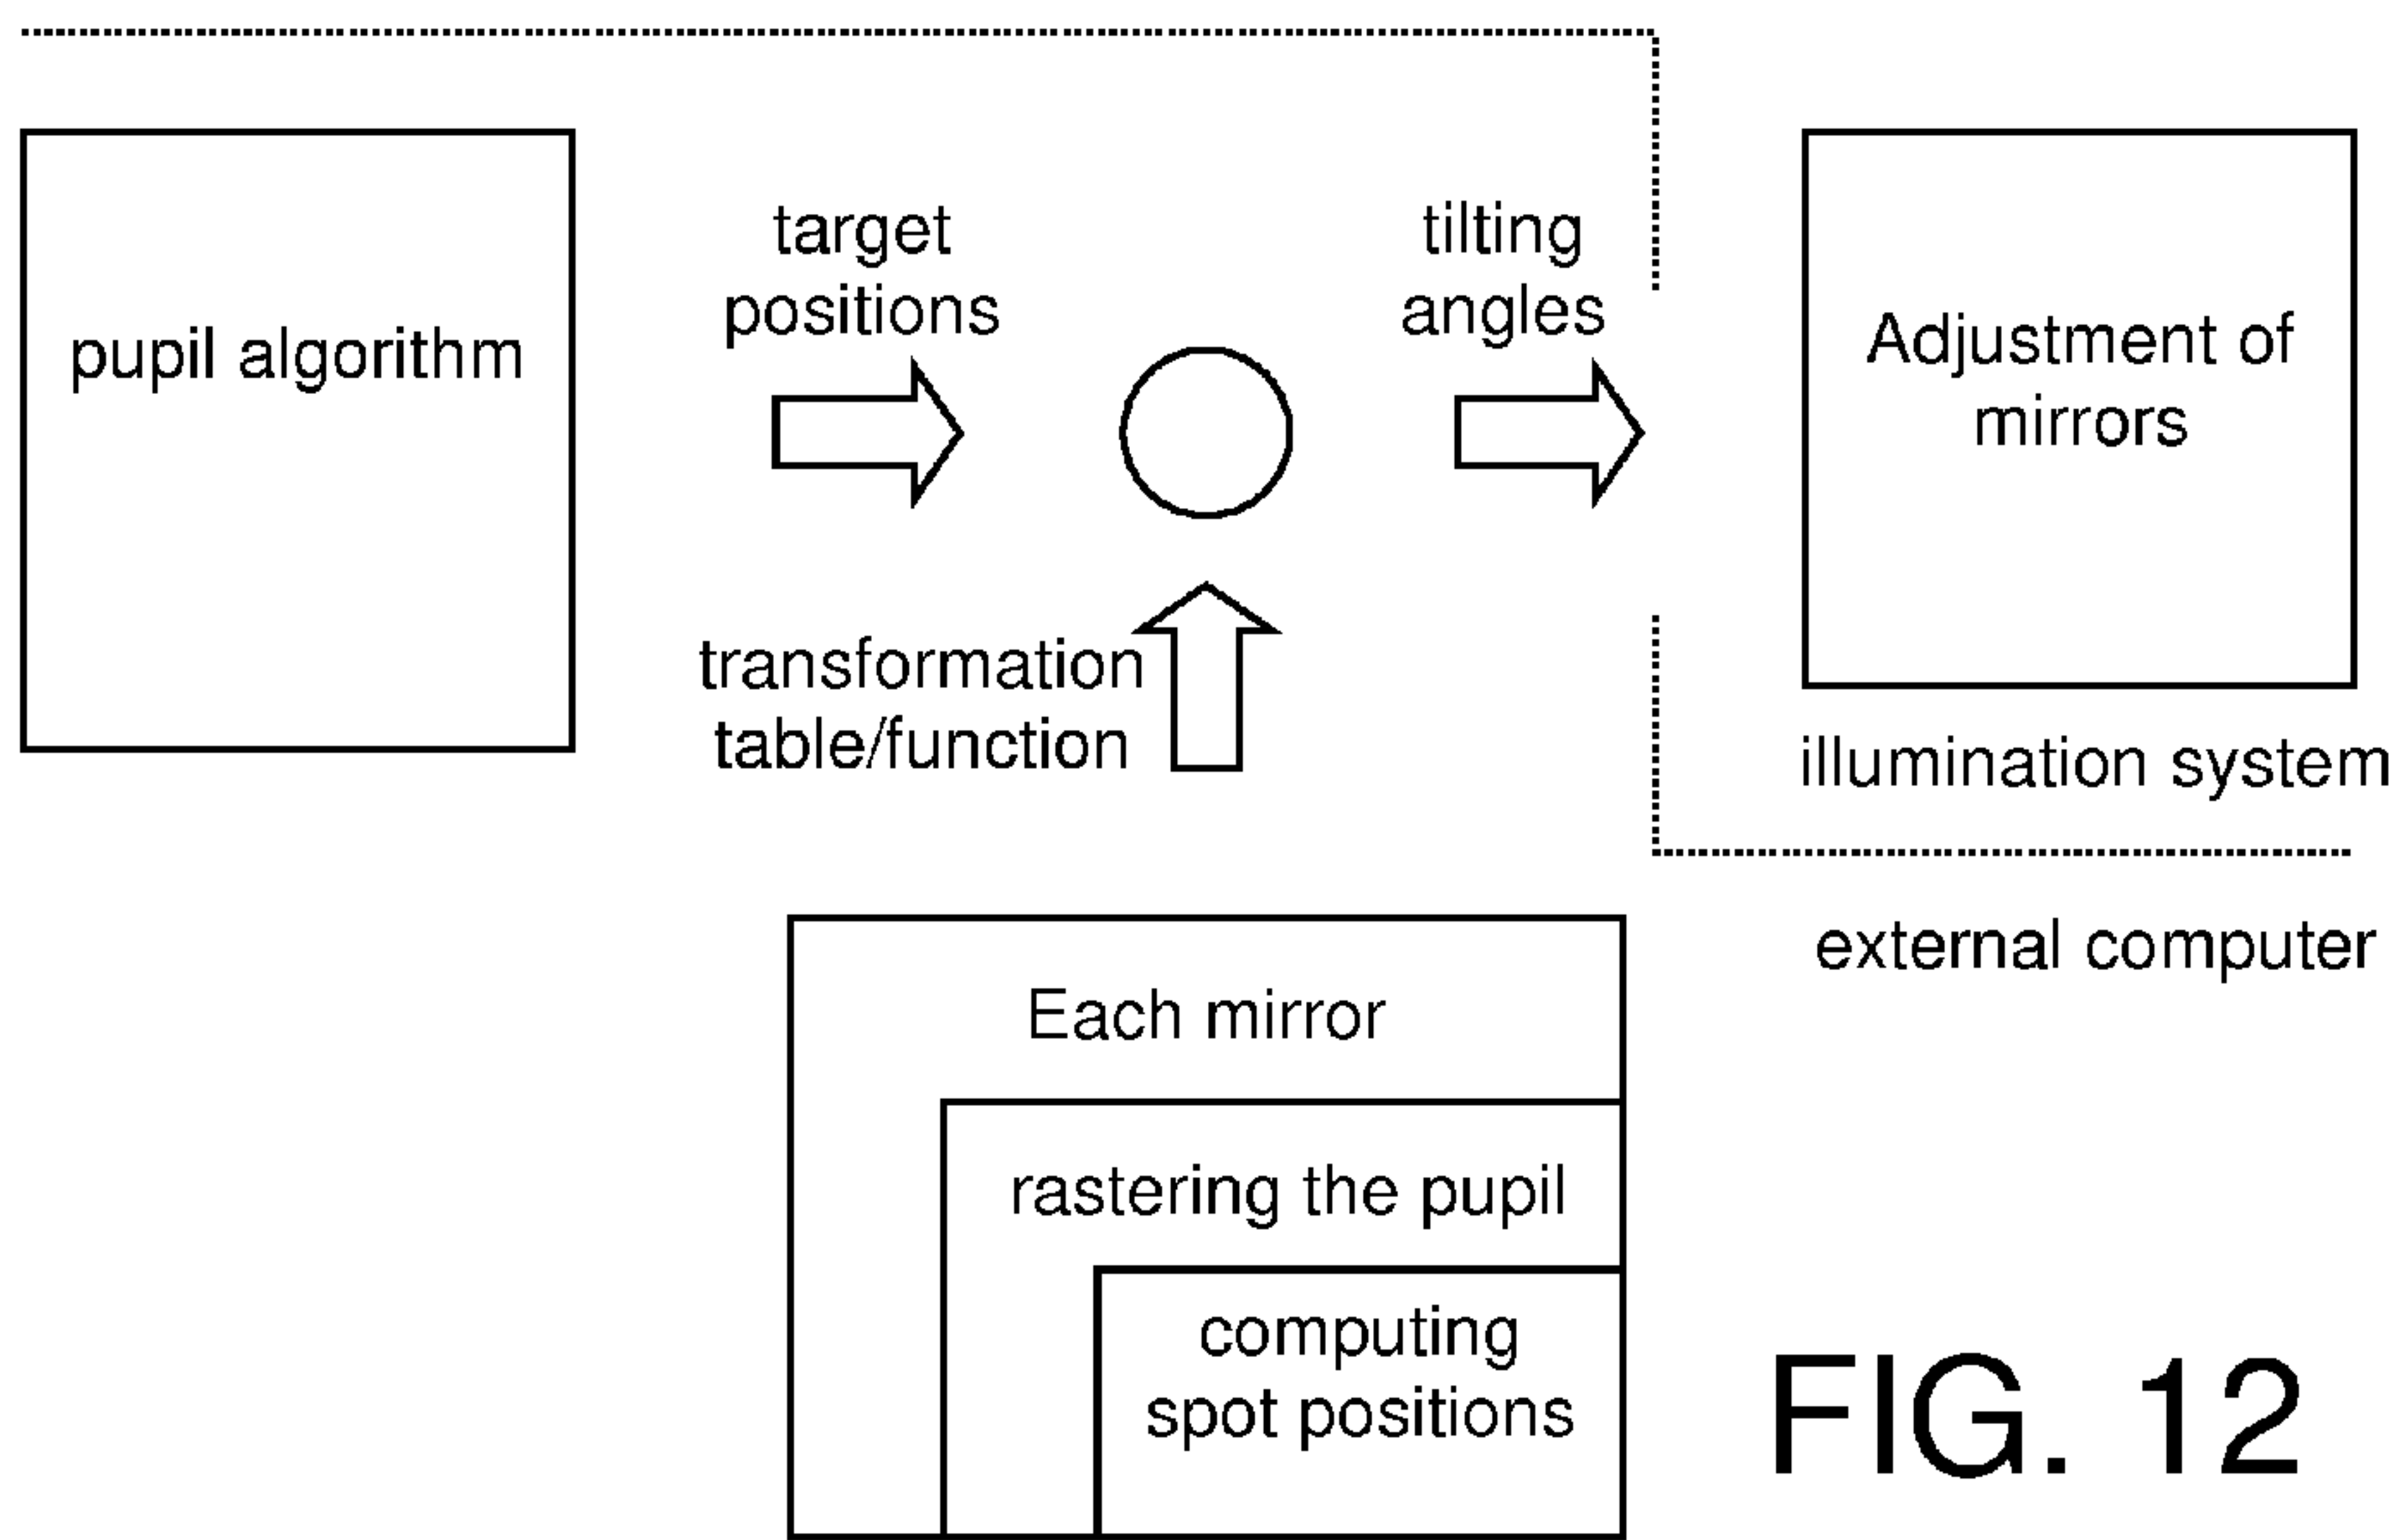 pupil algorithm
target
positions
tilting
angles
Adjustment of
mirrors
transformation
table/function
illumination system
external computer
Each mirror
rastering the pupil
computing
spot positions
FIG. 12